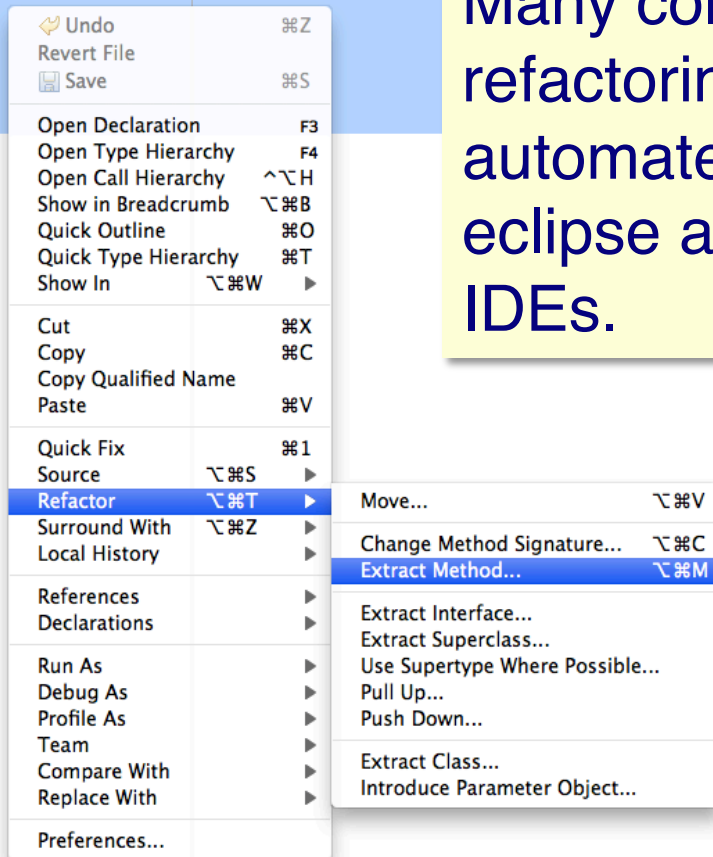 Undo ⌘Z
Revert File
Save ⌘S
Open Declaration F3
Open Type Hierarchy F4
Open Call Hierarchy ^⌥H
Show in Breadcrumb ⌥⌘B
Quick Outline ⌘O
Quick Type Hierarchy ⌘T
Show In ⌥⌘W
Cut ⌘X
Copy ⌘C
Copy Qualified Name
Paste ⌘V
Quick Fix ⌘1
Source ⌥⌘S
Refactor ⌥⌘T
Surround With ⌥⌘Z
Local History
References
Declarations
Run As
Debug As
Profile As
Team
Compare With
Replace With
Preferences...
Move... ⌥⌘V
Change Method Signature... ⌥⌘C
Extract Method... ⌥⌘M
Extract Interface...
Extract Superclass...
Use Supertype Where Possible...
Pull Up...
Push Down...
Extract Class...
Introduce Parameter Object...
Many
eclipse
IDEs.